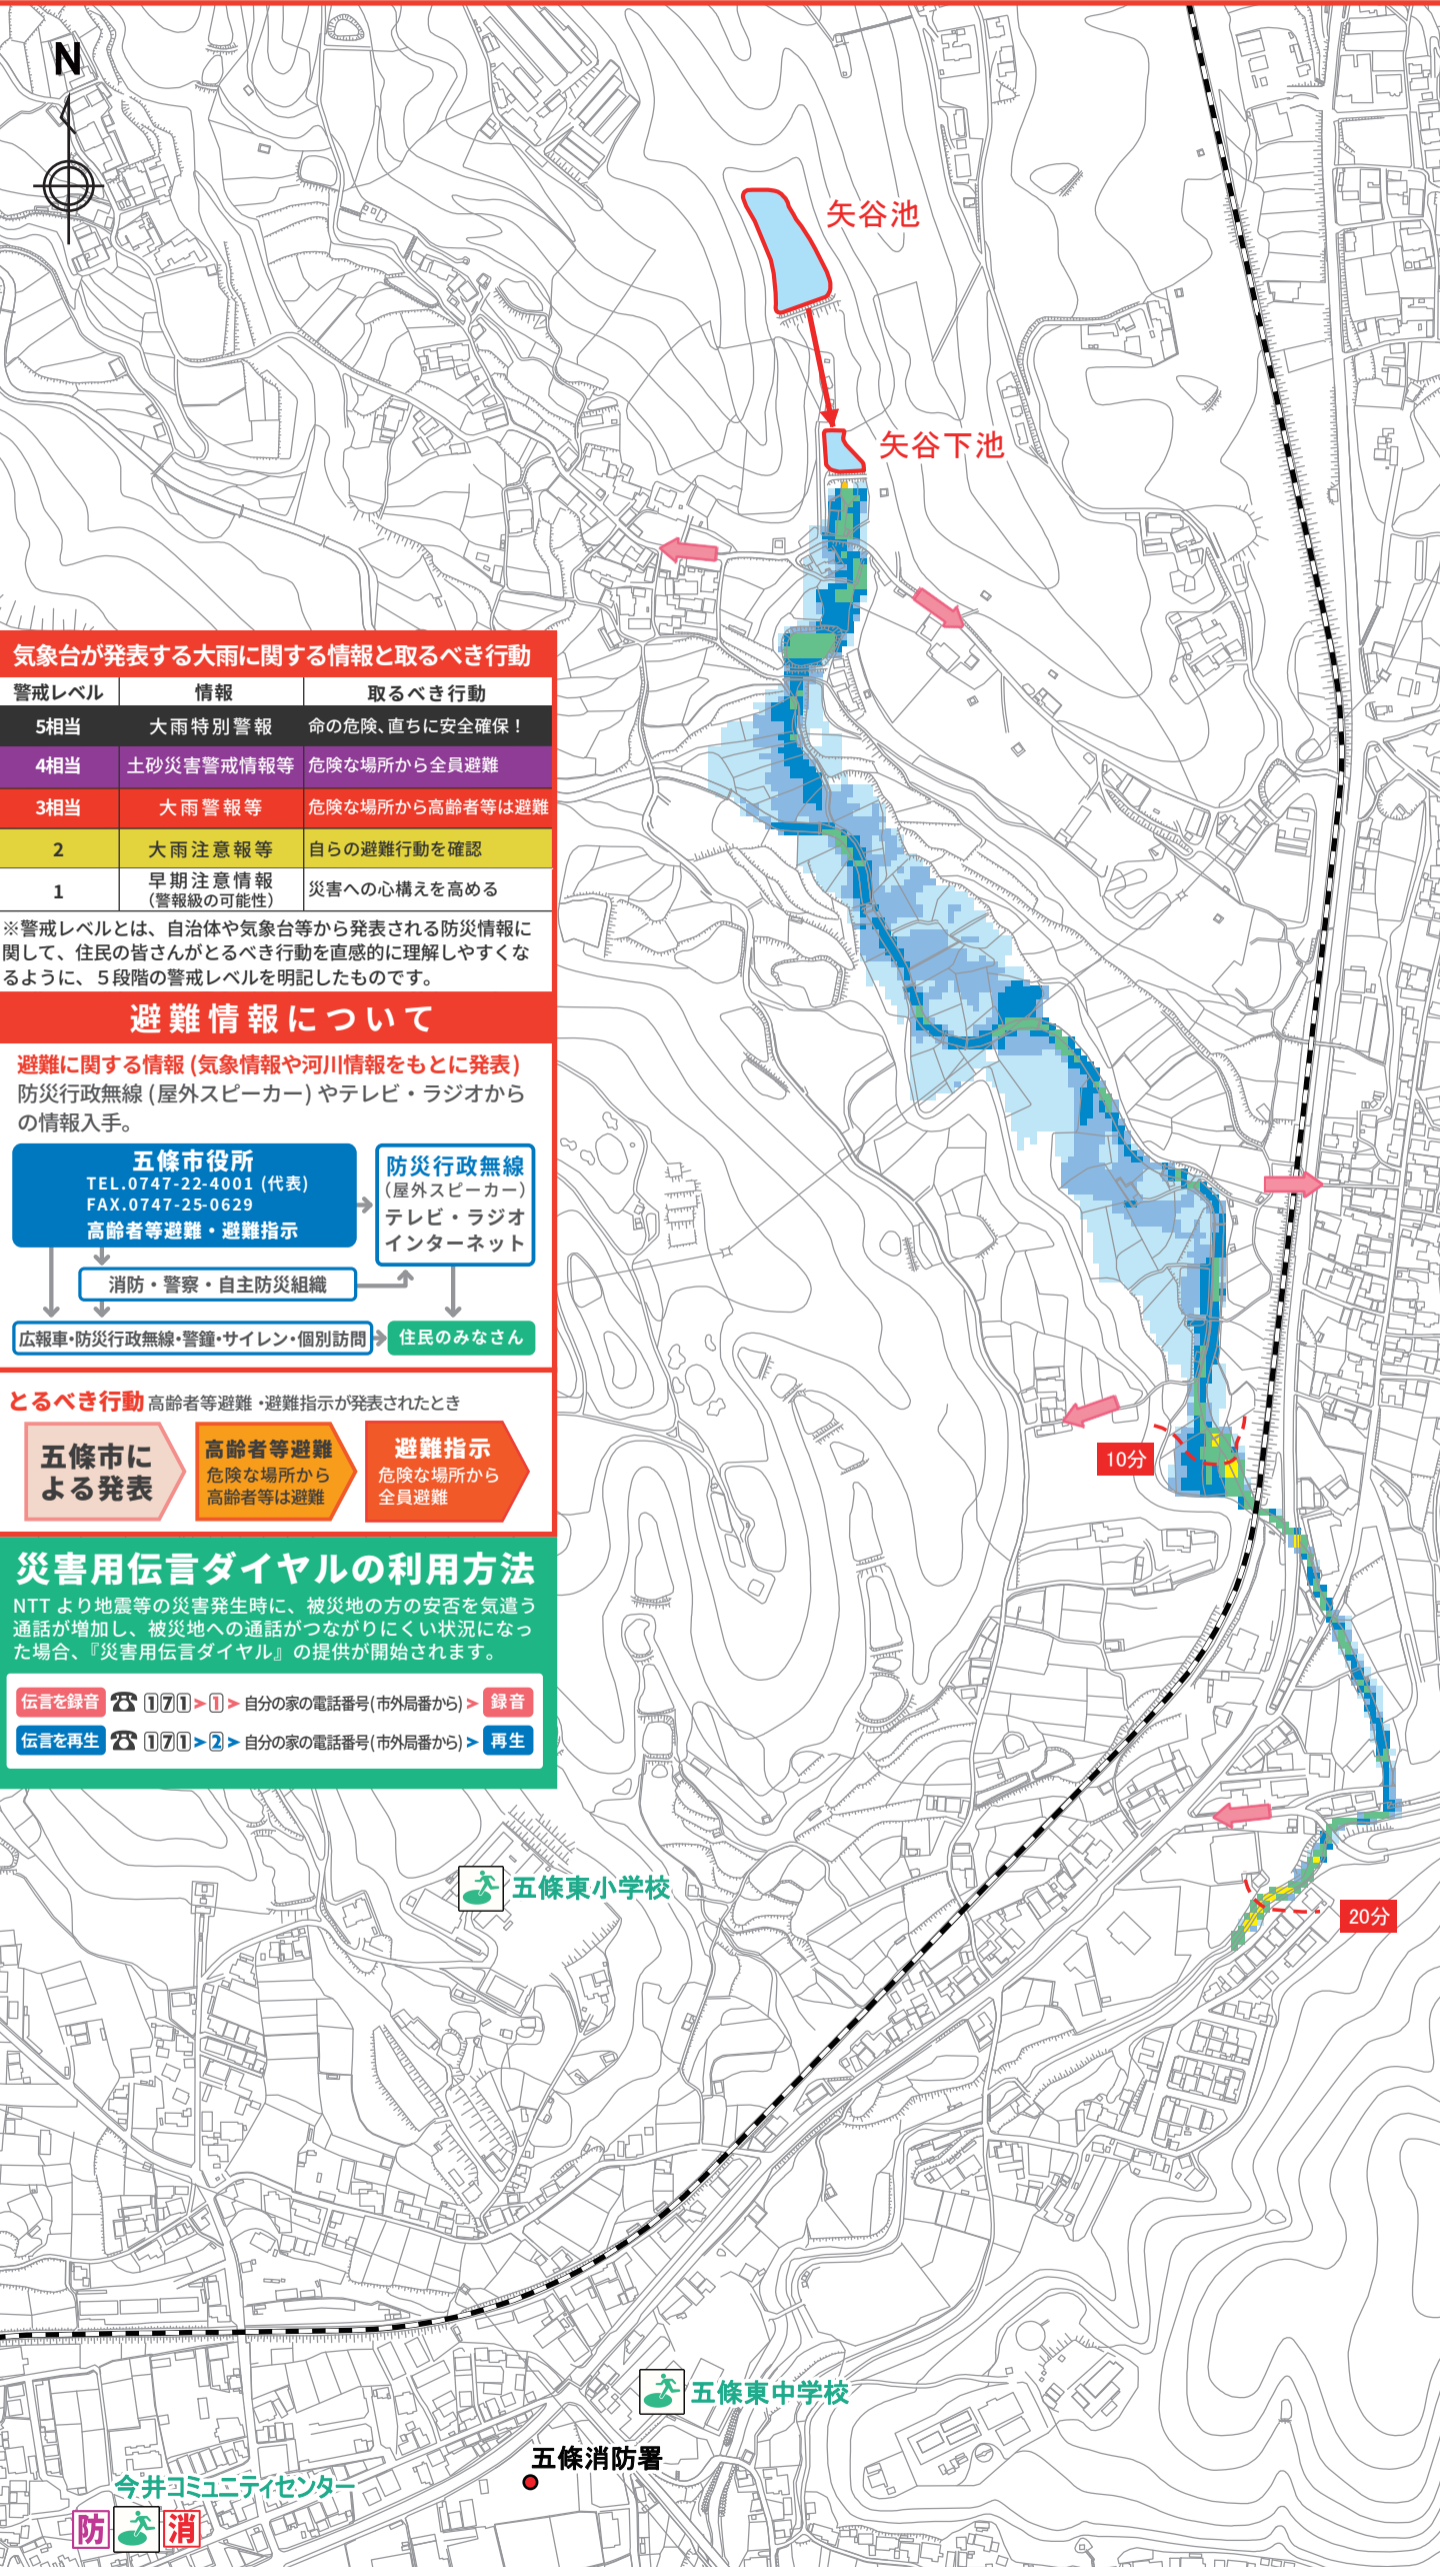 N
矢谷池
矢谷下池
気象台が発表する大雨に関する情報と取るべき行動
警戒レベル 情報 取るべき行動
5相当 大雨特別警報 命の危険、直ちに安全確保!
4相当 土砂災害警戒情報等 危険な場所から全員避難
3相当 大雨警報等 危険な場所から高齢者等は避難
2 大雨注意報等 自らの避難行動を確認
1 早期注意情報 災害への心構えを高める
(警報級の可能性)
※警戒レベルとは、自治体や気象台等から発表される防災情報に
関して、住民の皆さんがとるべき行動を直感的に理解しやすくな
るように、5段階の警戒レベルを明記したものです。
避難情報について
避難に関する情報(気象情報や河川情報をもとに発表)
防災行政無線(屋外スピーカー)やテレビ・ラジオから
の情報入手。
五條市役所
TEL.0747-22-4001 (代表)
FAX.0747-25-0629
高齢者等避難・避難指示
防災行政無線
(屋外スピーカー)
テレビ・ラジオ
インターネット
消防・警察・自主防災組織
広報車・防災行政無線・警鐘・サイレン・個別訪問
住民のみなさん
とるべき行動 高齢者等避難・避難指示が発表されたとき
五條市に
よる発表
高齢者等避難
危険な場所から
高齢者等は避難
避難指示
危険な場所から
全員避難
災害用伝言ダイヤルの利用方法
NTTより地震等の災害発生時に、被災地の方の安否を気遣う
通話が増加し、被災地への通話がつながりにくい状況になっ
た場合、『災害用伝言ダイヤル』の提供が開始されます。
伝言を録音 ☎ 171>1> 自分の家の電話番号(市外局番から)> 録音
伝言を再生 ☎ 171>2> 自分の家の電話番号(市外局番から)> 再生
10分
20分
五條東小学校
五條東中学校
五條消防署
今井コミュニティセンター
防 消